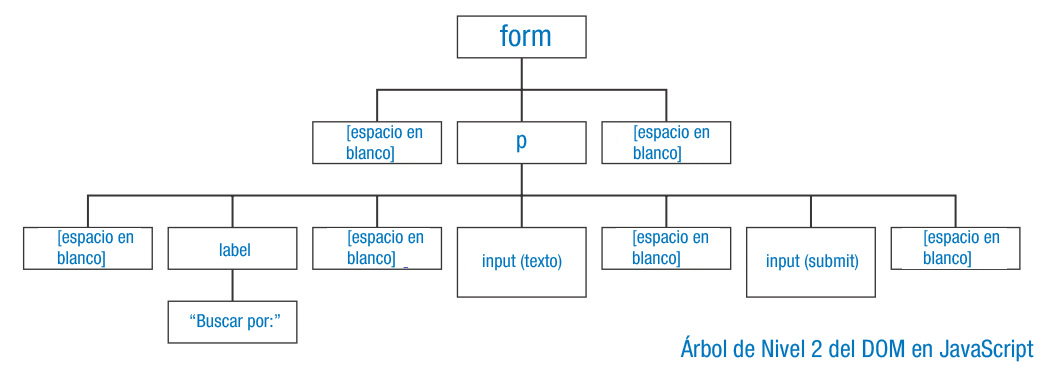 form
[espacio en
blanco]
p
[espacio en
blanco]
[espacio en
blanco]
label
[espacio en
blanco]
input (texto)
[espacio en
blanco]
input (submit)
[espacio en
blanco]
“Buscar por:”
Árbol de Nivel 2 del DOM en JavaScript